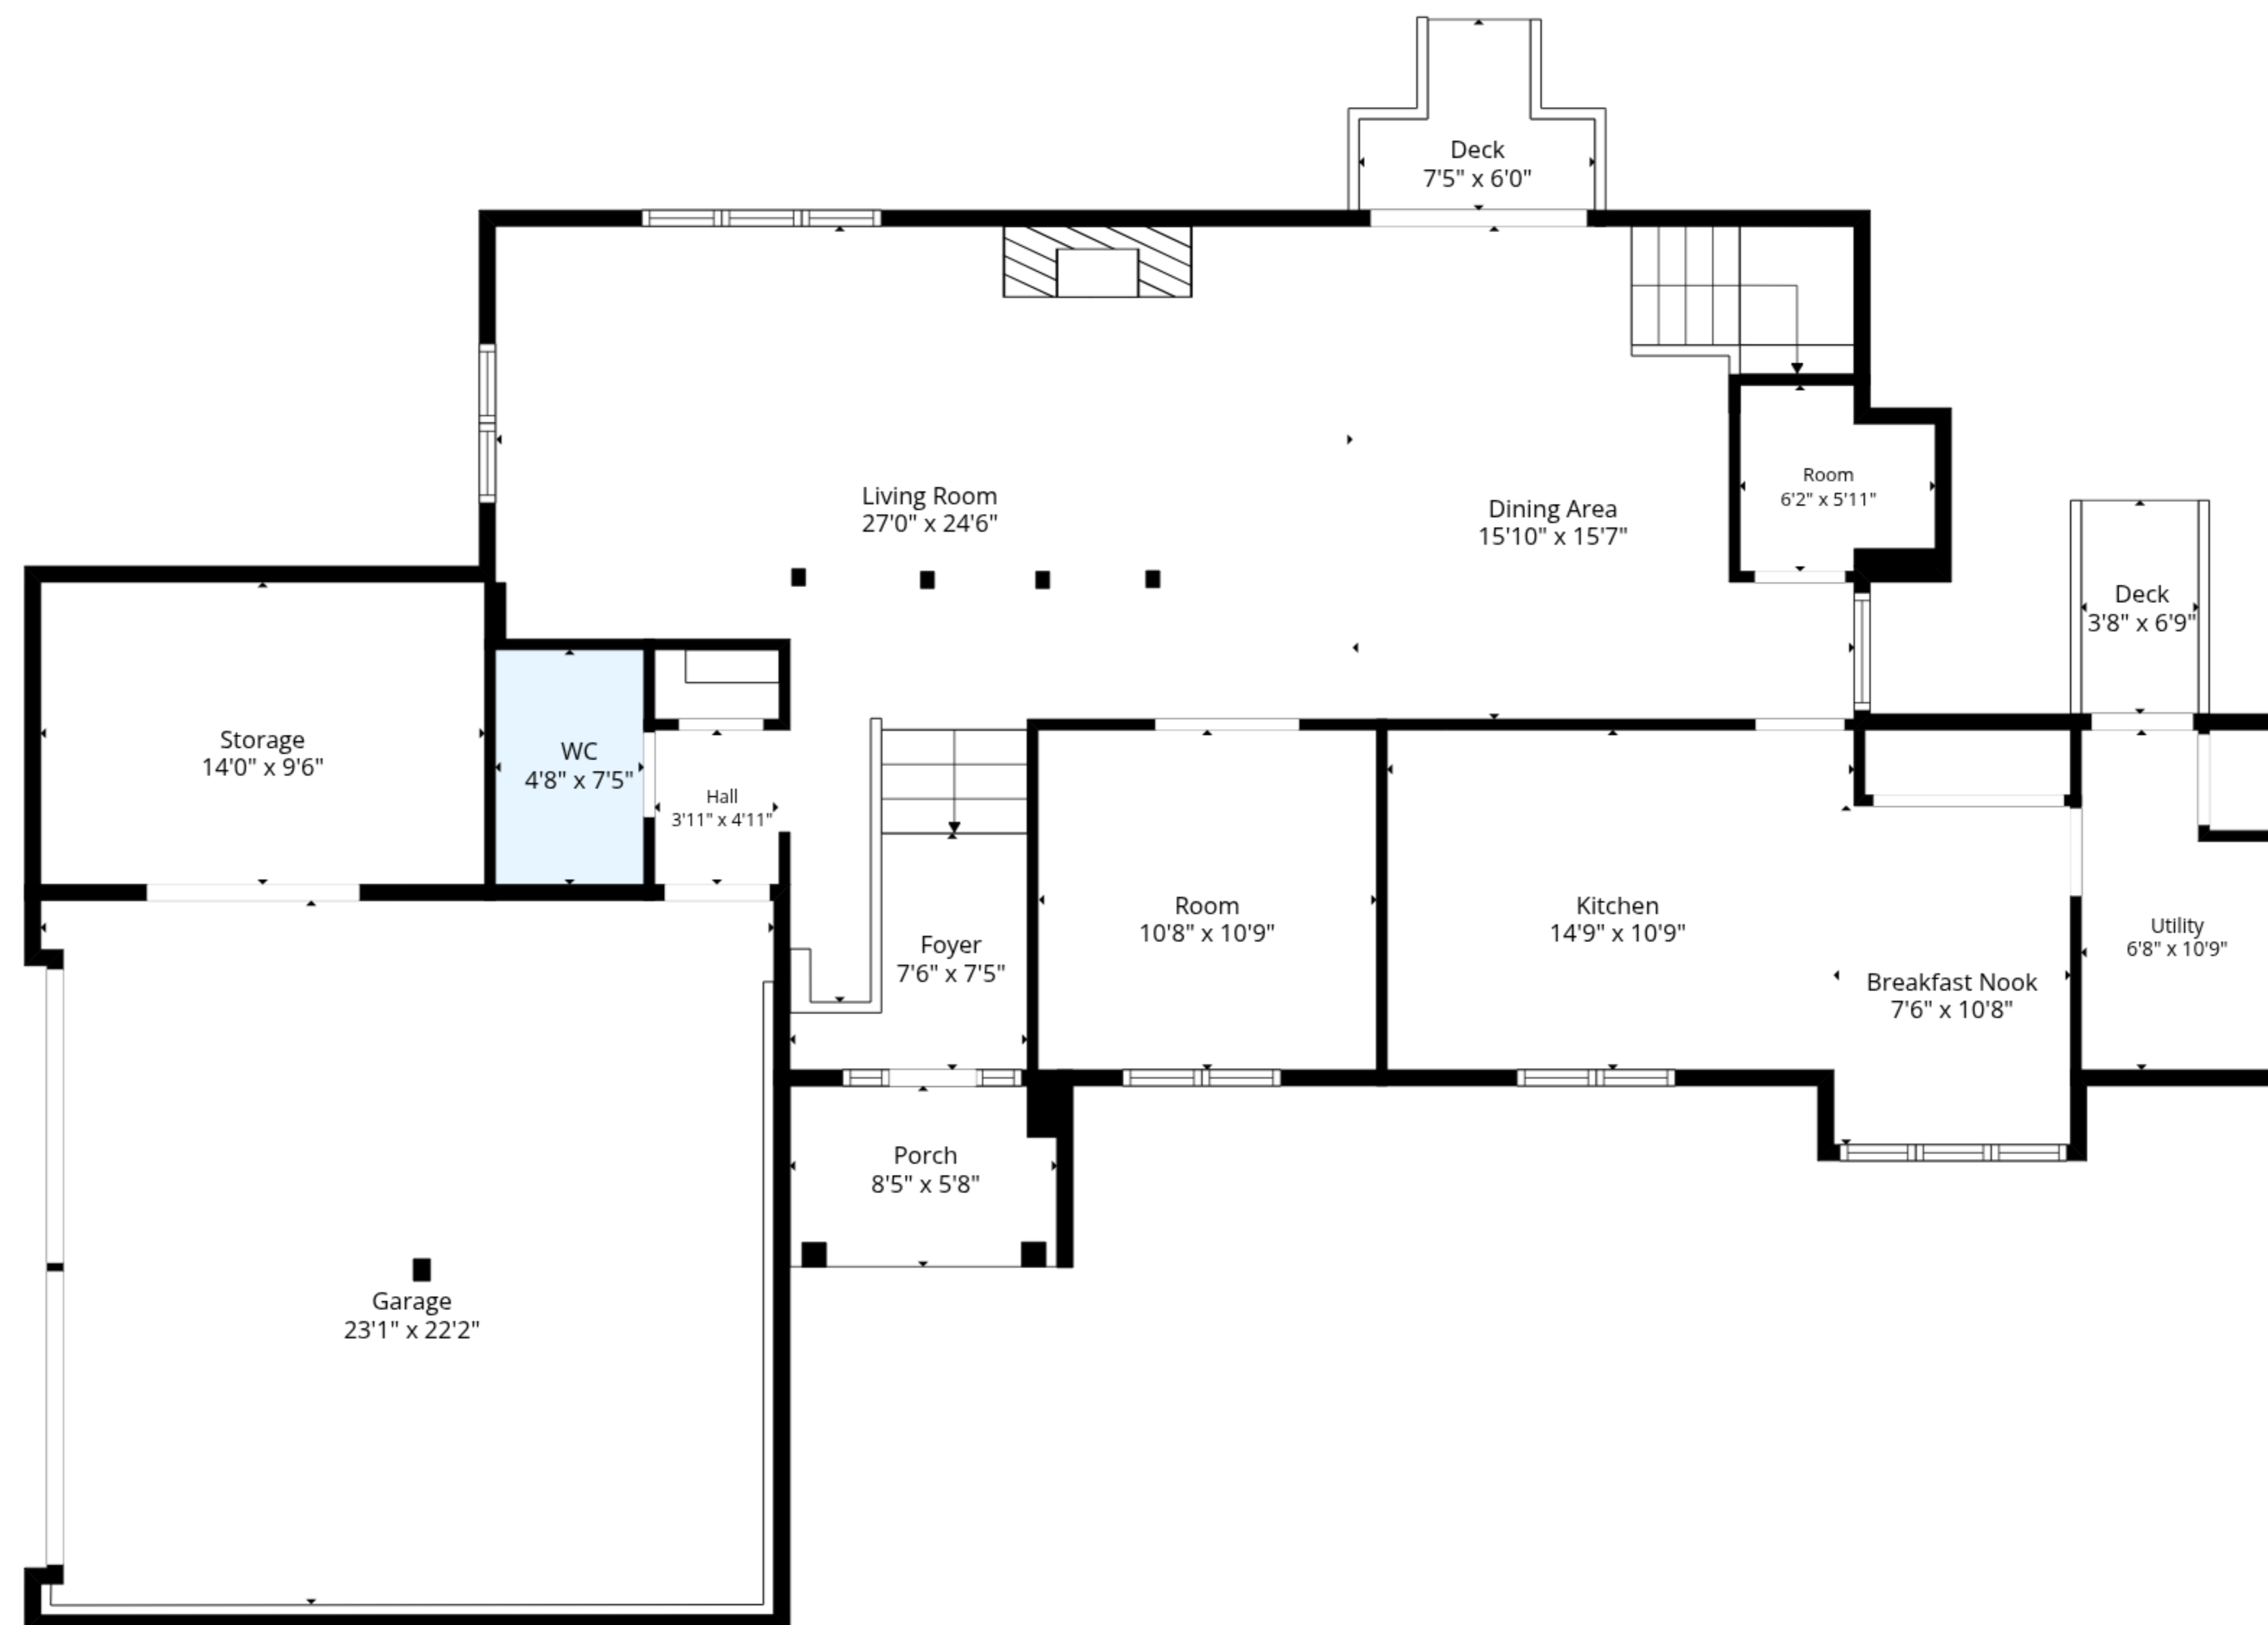 Deck
7'5" x 6'0"
Living Room
27'0" x 24'6"
Dining Area
15'10" x 15'7"
Room
6'2" x 5'11"
Deck
3'8" x 6'9"
Storage
14'0" x 9'6"
WC
4'8" x 7'5"
Hall
3'11" x 4'11"
Foyer
7'6" x 7'5"
Room
10'8" x 10'9"
Kitchen
14'9" x 10'9"
Breakfast Nook
7'6" x 10'8"
Utility
6'8" x 10'9"
Porch
8'5" x 5'8"
Garage
23'1" x 22'2"